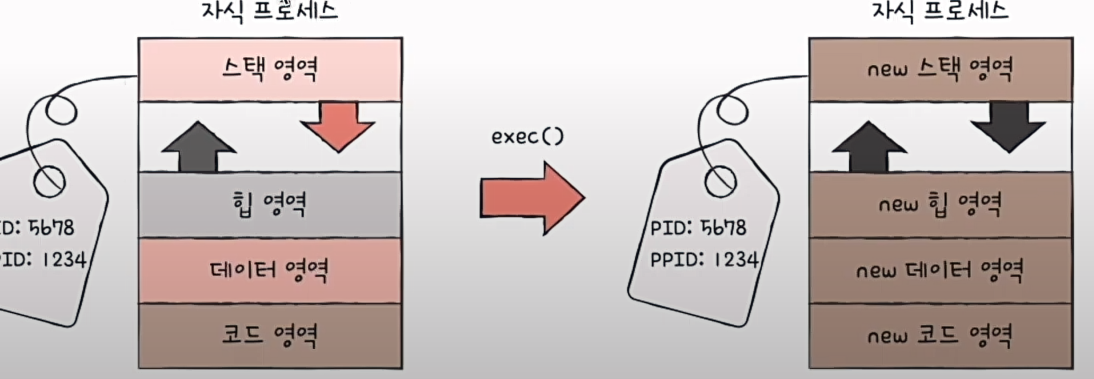 자식 프로세스
스택 영역
힙 영역
데이터 영역
코드 영역
ID: 5678
PID: 1234
exec()
자식 프로세스
new 스택 영역
new 힙 영역
new 데이터 영역
new 코드 영역
PID: 5678
PPID: 1234